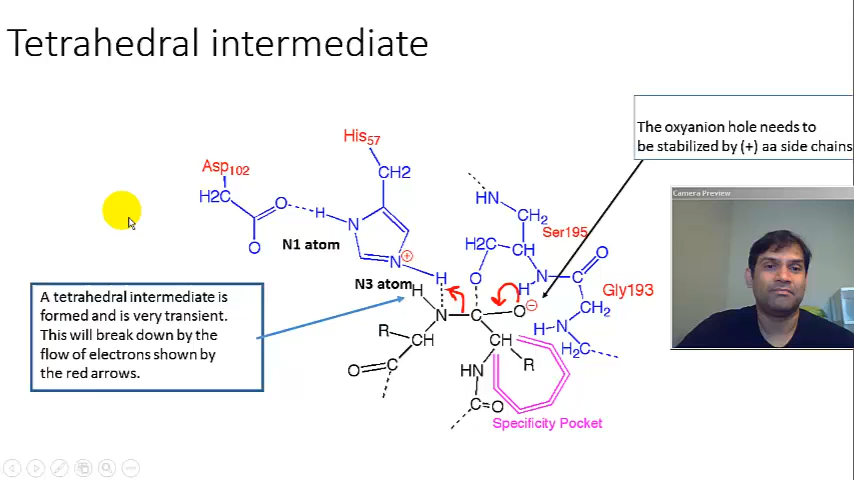 Tetrahedral intermediate
The oxyanion hole needs to
be stabilized by (+) aa side chains
Camera Preview
His57
Asp102
CH2
H2C
O
H
N
O
N1 atom
N
+
H
N3 atom
HN
CH2
Ser195
H2C
CH
O
N
H
O
Gly193
CH2
H-N
H2C
A tetrahedral intermediate is
formed and is very transient.
This will break down by the
flow of electrons shown by
the red arrows.
H
N
C
O
−
R
CH
O
C
CH
R
HN
C
O
Specificity Pocket